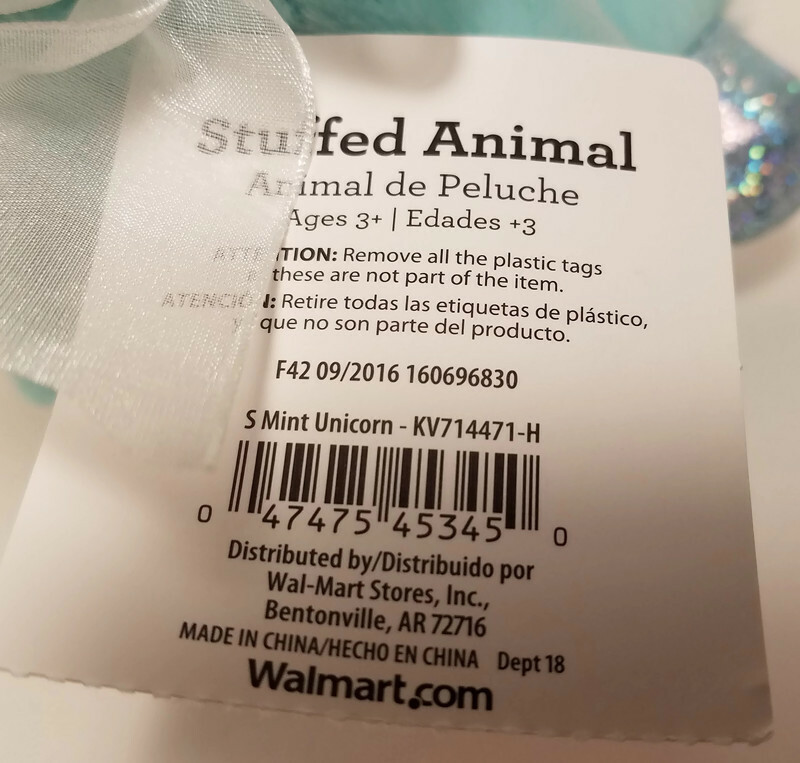 Stuffed Animal
Animal de Peluche
Ages 3+ | Edades +3
ATTENTION: Remove all the plastic tags
these are not part of the item.
ATENCIÓN: Retire todas las etiquetas de plástico,
que no son parte del producto.
F42 09/2016 160696830
S Mint Unicorn - KV714471-H
0 47475 45345 0
Distributed by/Distribuido por
Wal-Mart Stores, Inc.,
Bentonville, AR 72716
MADE IN CHINA/HECHO EN CHINA Dept 18
Walmart.com